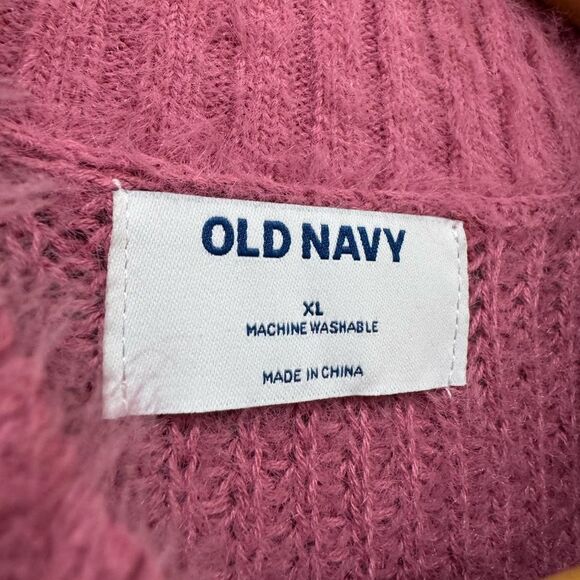 OLD NAVY
XL
MACHINE WASHABLE
MADE IN CHINA